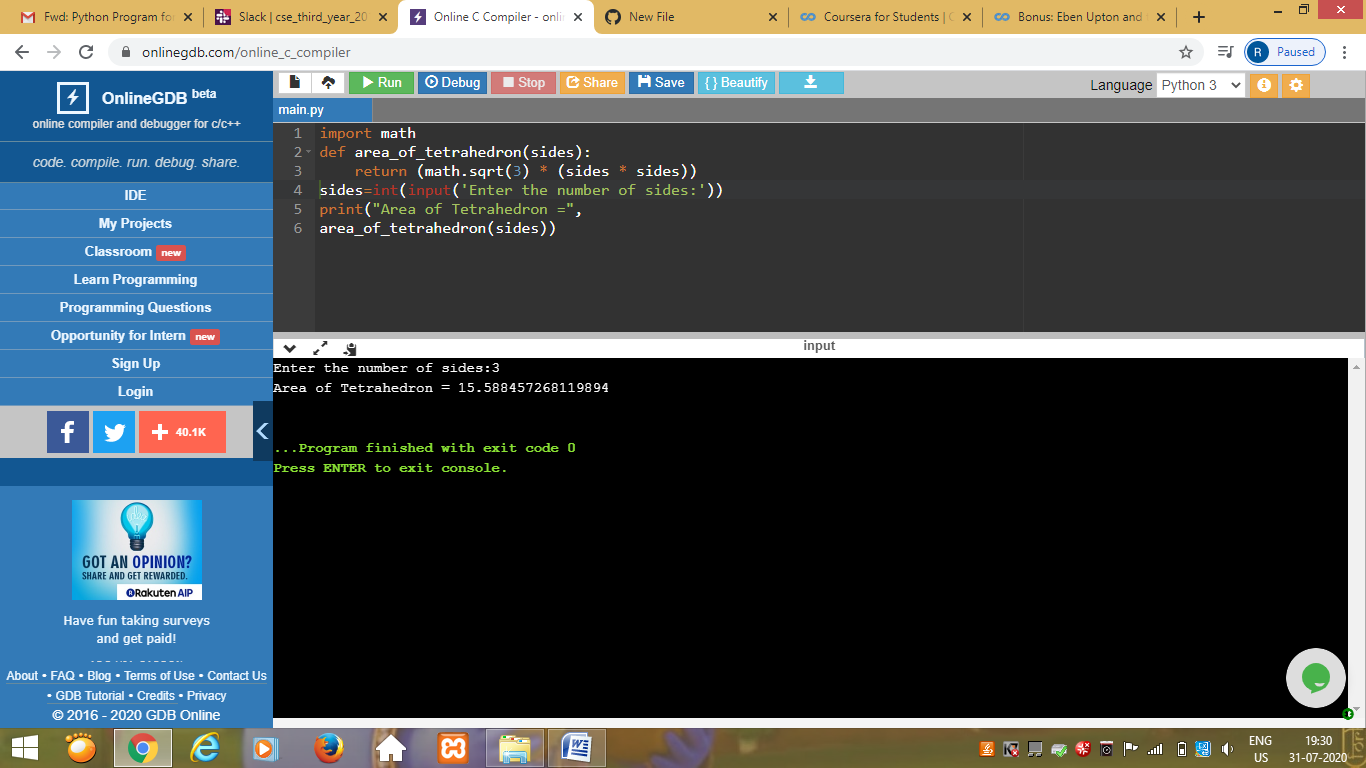 Fwd: Python Program for
Slack | cse_third_year_20
Online C Compiler - onli
New File
Coursera for Students | C
Bonus: Eben Upton and
onlinegdb.com/online_c_compiler
R Paused
OnlineGDB beta
online compiler and debugger for c/c++
code. compile. run. debug. share.
IDE
My Projects
Classroom new
Learn Programming
Programming Questions
Opportunity for Intern new
Sign Up
Login
40.1K
GOT AN OPINION?
SHARE AND GET REWARDED.
Rakuten AIP
Have fun taking surveys
and get paid!
About • FAQ • Blog • Terms of Use • Contact Us
• GDB Tutorial • Credits • Privacy
© 2016 - 2020 GDB Online
Run Debug Stop Share Save { } Beautify
Language Python 3
main.py
1 import math
2 def area_of_tetrahedron(sides):
3 return (math.sqrt(3) * (sides * sides))
4 sides=int(input('Enter the number of sides:'))
5 print("Area of Tetrahedron =",
6 area_of_tetrahedron(sides))
input
Enter the number of sides:3
Area of Tetrahedron = 15.588457268119894
...Program finished with exit code 0
Press ENTER to exit console.
ENG
US
19:30
31-07-2020